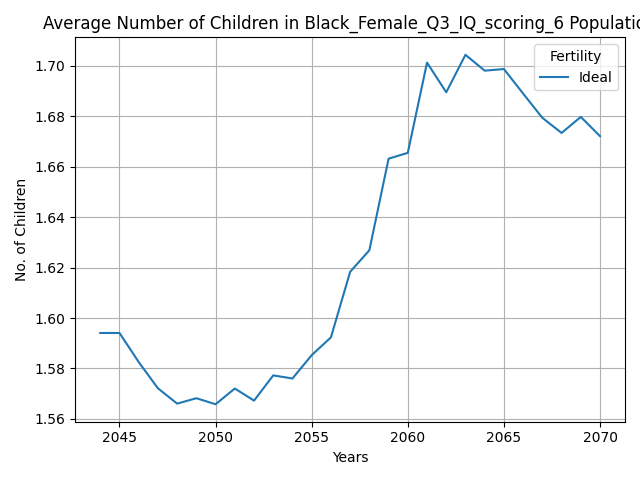 Average Number of Children in Black_Female_Q3_IQ_scoring_6 Populatio
Fertility
Ideal
1.70
1.68
1.66
1.64
1.62
1.60
1.58
1.56
No. of Children
2045
2050
2055
2060
2065
2070
Years